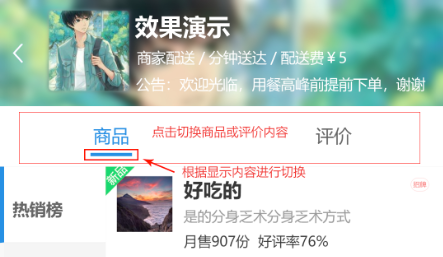 效果演示
商家配送 / 分钟送达 / 配送费￥5
公告：欢迎光临，用餐高峰前提前下单，谢谢
商品 点击切换商品或评价内容 评价
根据显示内容进行切换
新品
热销榜
好吃的
是的分身乏术分身乏术方式
月售907份 好评率76%